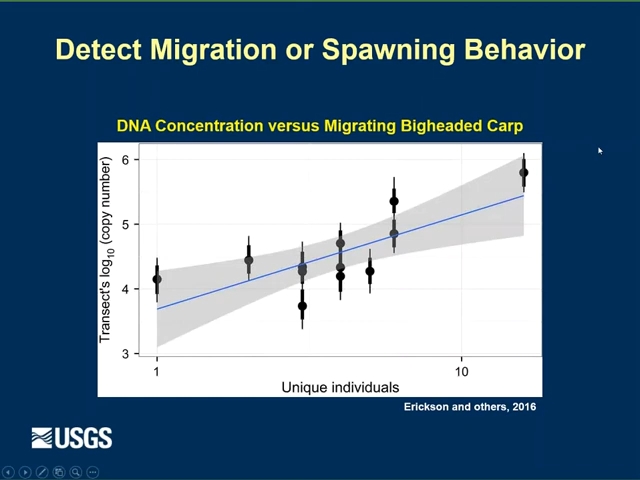 Detect Migration or Spawning Behavior
DNA Concentration versus Migrating Bigheaded Carp
Transect's log10 (copy number)
6
5
4
3
1
10
Unique individuals
Erickson and others, 2016
USGS